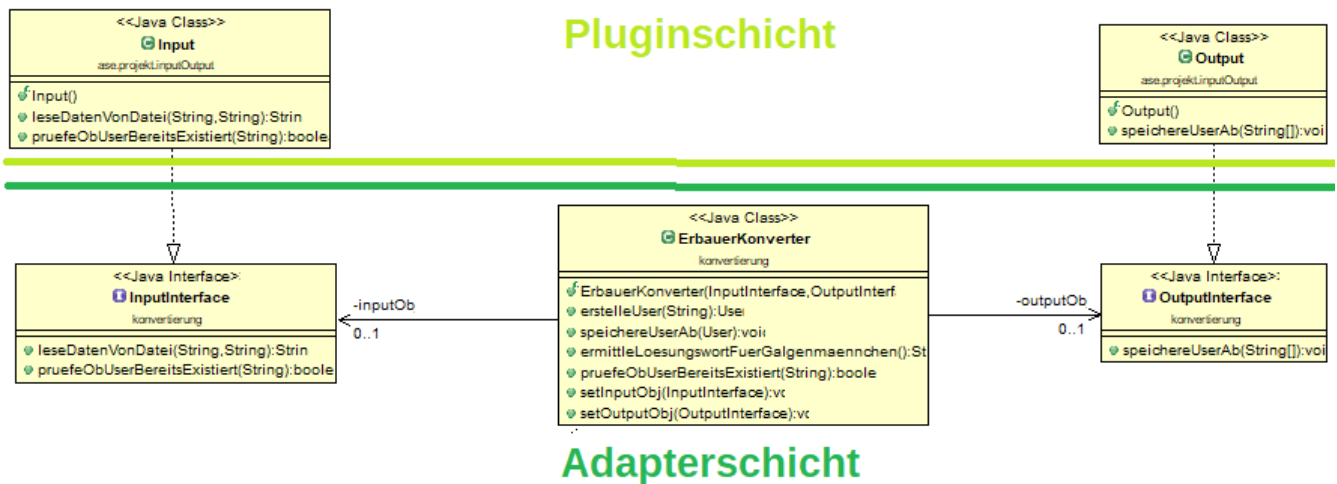 Pluginschicht
<<Java Class>>
Input
ase.projekt.inputOutput
Input()
leseDatenVonDatei(String,String):Strin
pruefeObUserBereitsExistiert(String):boole
<<Java Class>>
Output
ase.projekt.inputOutput
Output()
speichereUserAb(String[]):voi
<<Java Interface>:
InputInterface
konvertierung
leseDatenVonDatei(String,String):Strin
pruefeObUserBereitsExistiert(String):boole
-inputOb
0..1
<<Java Class>>
ErbauerKonverter
konvertierung
ErbauerKonverter(InputInterface,OutputInterf
erstelleUser(String):User
speichereUserAb(User):voi
ermittleLoesungswortFuerGalgenmaennchen():St
pruefeObUserBereitsExistiert(String):boole
setInputObj(InputInterface):vo
setOutputObj(OutputInterface):vo
-outputOb
0..1
<<Java Interface>:
OutputInterface
konvertierung
speichereUserAb(String[]):voi
Adapterschicht